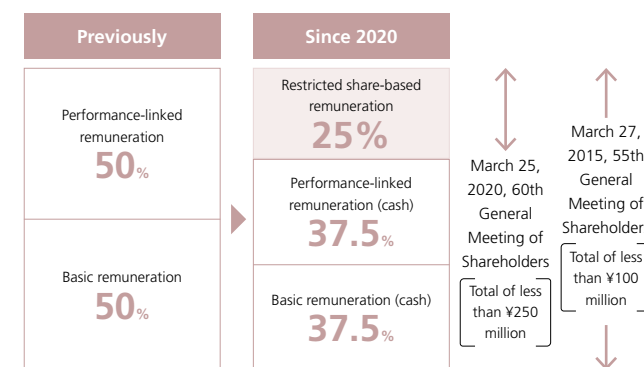 Previously
Performance-linked
remuneration
50%
Basic remuneration
50%
Since 2020
Restricted share-based
remuneration
25%
Performance-linked
remuneration (cash)
37.5%
Basic remuneration (cash)
37.5%
March 25,
2020, 60th
General
Meeting of
Shareholders
Total of less
than ¥250
million
March 27,
2015, 55th
General
Meeting of
Shareholder
Total of less
than ¥100
million